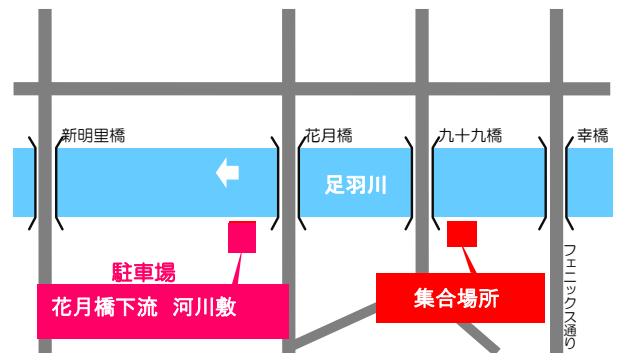 新明里橋
花月橋
九十九橋
幸橋
足羽川
駐車場
花月橋下流 河川敷
集合場所
フェニックス通り